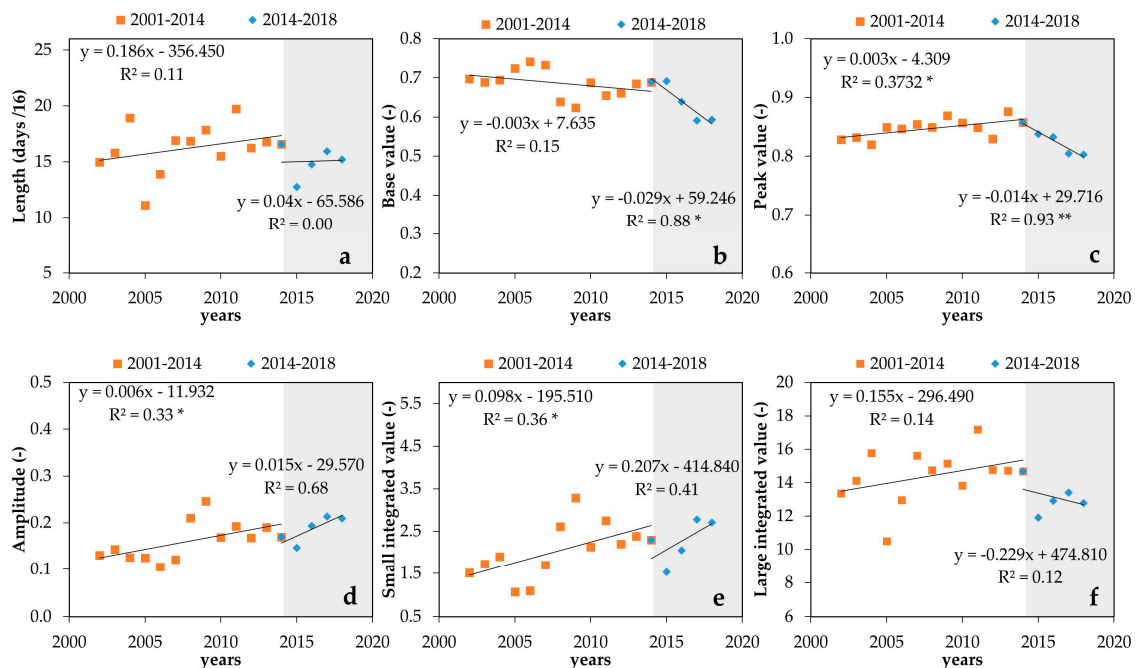 2001-2014 2014-2018
25
20
15
10
5
Length (days /16)
y = 0.186x - 356.450
R² = 0.11
y = 0.04x - 65.586
R² = 0.00
a
2000 2005 2010 2015 2020
years
2001-2014 2014-2018
0.8
0.7
0.6
0.5
0.4
0.3
0.2
Base value (-)
y = -0.003x + 7.635
R² = 0.15
y = -0.029x + 59.246
R² = 0.88 *
b
2000 2005 2010 2015 2020
years
2001-2014 2014-2018
1.0
0.9
0.8
0.7
0.6
Peak value (-)
y = 0.003x - 4.309
R² = 0.3732 *
y = -0.014x + 29.716
R² = 0.93 **
c
2000 2005 2010 2015 2020
years
2001-2014 2014-2018
0.5
0.4
0.3
0.2
0.1
0.0
Amplitude (-)
y = 0.006x - 11.932
R² = 0.33 *
y = 0.015x - 29.570
R² = 0.68
d
2000 2005 2010 2015 2020
years
2001-2014 2014-2018
5.5
4.5
3.5
2.5
1.5
0.5
Small integrated value (-)
y = 0.098x - 195.510
R² = 0.36 *
y = 0.207x - 414.840
R² = 0.41
e
2000 2005 2010 2015 2020
years
2001-2014 2014-2018
20
18
16
14
12
10
8
6
Large integrated value (-)
y = 0.155x - 296.490
R² = 0.14
y = -0.229x + 474.810
R² = 0.12
f
2000 2005 2010 2015 2020
years